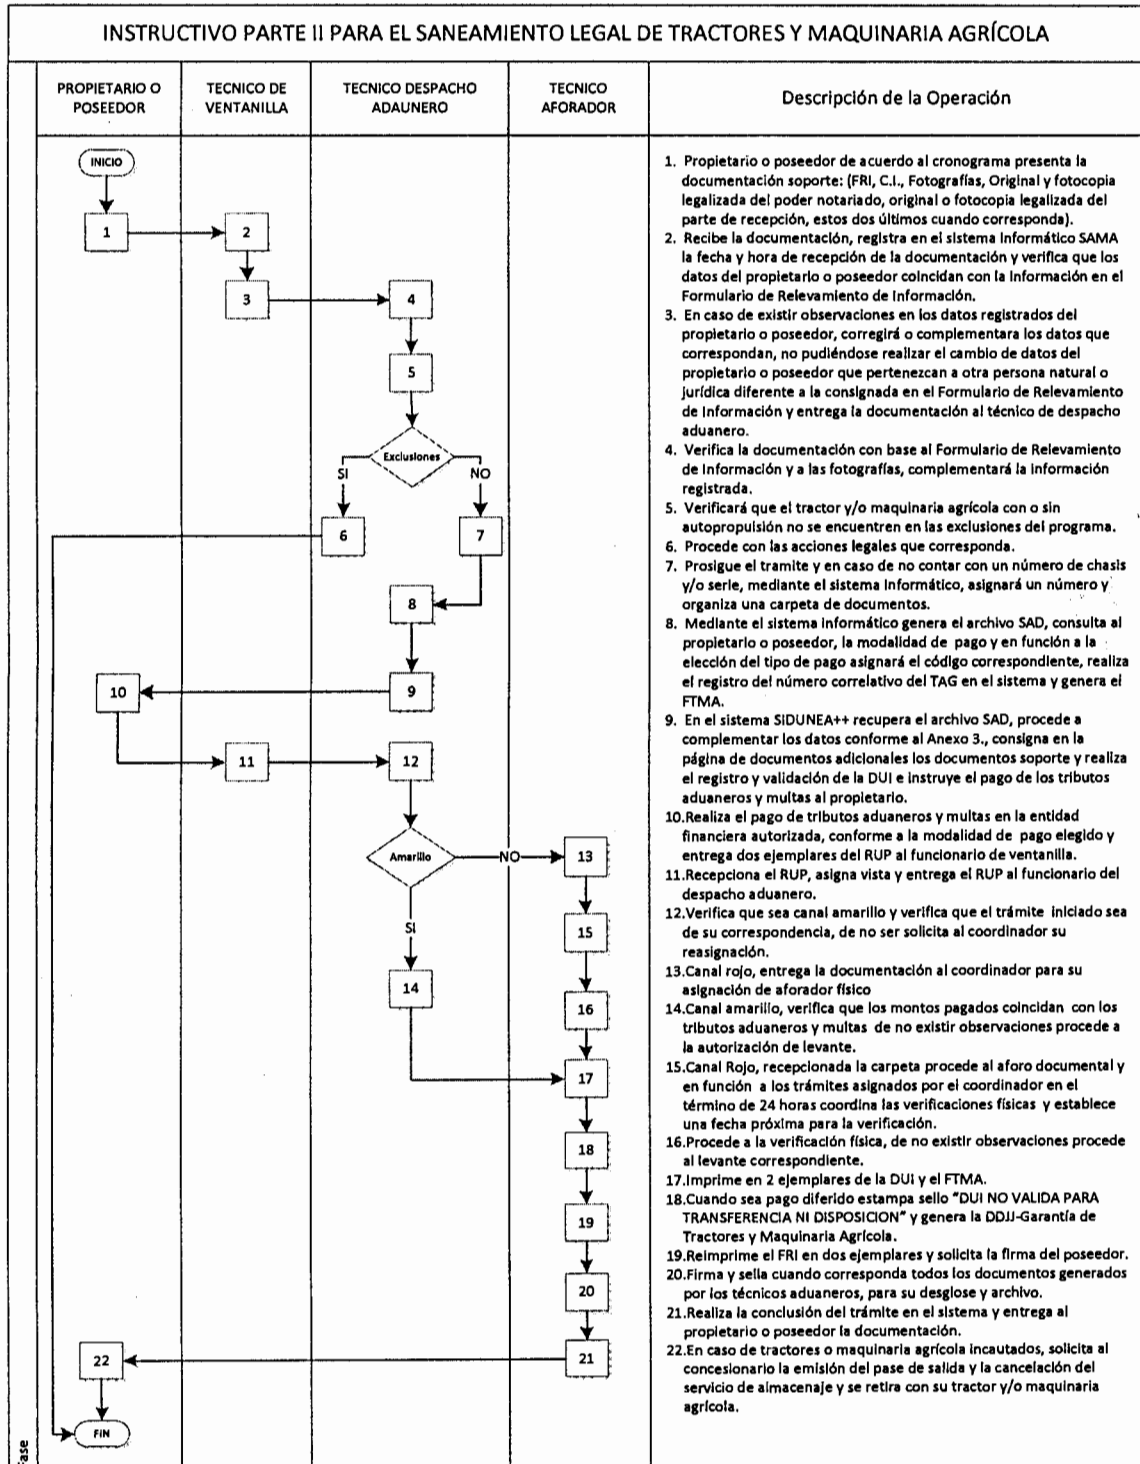 INSTRUCTIVO PARTE II PARA EL SANEAMIENTO LEGAL DE TRACTORES Y MAQUINARIA AGRÍCOLA
PROPIETARIO O
POSEEDOR
TECNICO DE
VENTANILLA
TECNICO DESPACHO
ADAUNERO
TECNICO
AFORADOR
Descripción de la Operación
INICIO
1
2
3
4
5
Exclusiones
SI
NO
6
7
8
9
10
11
12
Amarillo
NO
13
SI
15
14
16
17
18
19
20
21
22
FIN
Fase
1. Propietario o poseedor de acuerdo al cronograma presenta la
documentación soporte: (FRI, C.I., Fotografías, Original y fotocopia
legalizada del poder notariado, original o fotocopia legalizada del
parte de recepción, estos dos últimos cuando corresponda).
2. Recibe la documentación, registra en el sistema informático SAMA
la fecha y hora de recepción de la documentación y verifica que los
datos del propietario o poseedor coincidan con la información en el
Formulario de Relevamiento de Información.
3. En caso de existir observaciones en los datos registrados del
propietario o poseedor, corregirá o complementara los datos que
correspondan, no pudiéndose realizar el cambio de datos del
propietario o poseedor que pertenezcan a otra persona natural o
jurídica diferente a la consignada en el Formulario de Relevamiento
de Información y entrega la documentación al técnico de despacho
aduanero.
4. Verifica la documentación con base al Formulario de Relevamiento
de Información y a las fotografías, complementará la información
registrada.
5. Verificará que el tractor y/o maquinaria agrícola con o sin
autopropulsión no se encuentren en las exclusiones del programa.
6. Procede con las acciones legales que corresponda.
7. Prosigue el tramite y en caso de no contar con un número de chasis
y/o serie, mediante el sistema informático, asignará un número y
organiza una carpeta de documentos.
8. Mediante el sistema informático genera el archivo SAD, consulta al
propietario o poseedor, la modalidad de pago y en función a la
elección del tipo de pago asignará el código correspondiente, realiza
el registro del número correlativo del TAG en el sistema y genera el
FTMA.
9. En el sistema SIDUNEA++ recupera el archivo SAD, procede a
complementar los datos conforme al Anexo 3., consigna en la
página de documentos adicionales los documentos soporte y realiza
el registro y validación de la DUI e instruye el pago de los tributos
aduaneros y multas al propietario.
10.Realiza el pago de tributos aduaneros y multas en la entidad
financiera autorizada, conforme a la modalidad de pago elegido y
entrega dos ejemplares del RUP al funcionario de ventanilla.
11.Recepciona el RUP, asigna vista y entrega el RUP al funcionario del
despacho aduanero.
12.Verifica que sea canal amarillo y verifica que el trámite iniciado sea
de su correspondencia, de no ser solicita al coordinador su
reasignación.
13.Canal rojo, entrega la documentación al coordinador para su
asignación de aforador físico
14.Canal amarillo, verifica que los montos pagados coincidan con los
tributos aduaneros y multas de no existir observaciones procede a
la autorización de levante.
15.Canal Rojo, recepcionada la carpeta procede al aforo documental y
en función a los trámites asignados por el coordinador en el
término de 24 horas coordina las verificaciones físicas y establece
una fecha próxima para la verificación.
16.Procede a la verificación física, de no existir observaciones procede
al levante correspondiente.
17.Imprime en 2 ejemplares de la DUI y el FTMA.
18.Cuando sea pago diferido estampa sello "DUI NO VALIDA PARA
TRANSFERENCIA NI DISPOSICION" y genera la DDJJ-Garantía de
Tractores y Maquinaria Agrícola.
19.Reimprime el FRI en dos ejemplares y solicita la firma del poseedor.
20.Firma y sella cuando corresponda todos los documentos generados
por los técnicos aduaneros, para su desglose y archivo.
21.Realiza la conclusión del trámite en el sistema y entrega al
propietario o poseedor la documentación.
22.En caso de tractores o maquinaria agrícola incautados, solicita al
concesionario la emisión del pase de salida y la cancelación del
servicio de almacenaje y se retira con su tractor y/o maquinaria
agrícola.